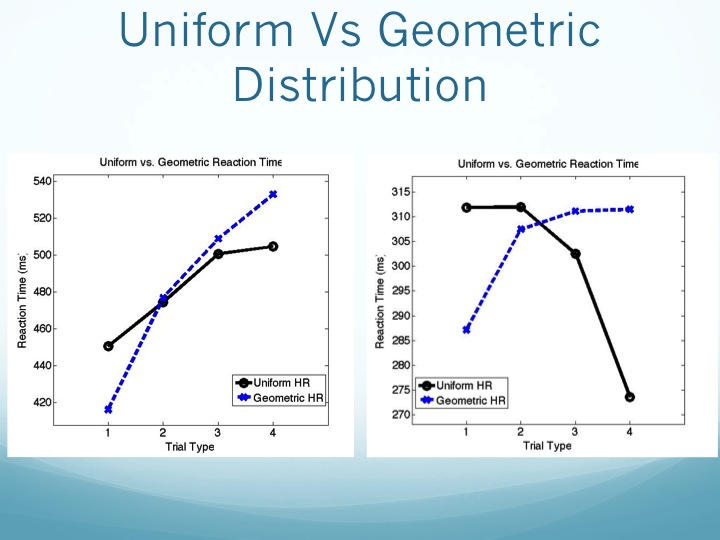 Uniform Vs Geometric
Distribution
Uniform vs. Geometric Reaction Time
540
520
500
480
460
440
420
Reaction Time (ms)
1 2 3 4
Trial Type
Uniform HR
Geometric HR
Uniform vs. Geometric Reaction Time
315
310
305
300
295
290
285
280
275
270
Reaction Time (ms)
1 2 3 4
Trial Type
Uniform HR
Geometric HR